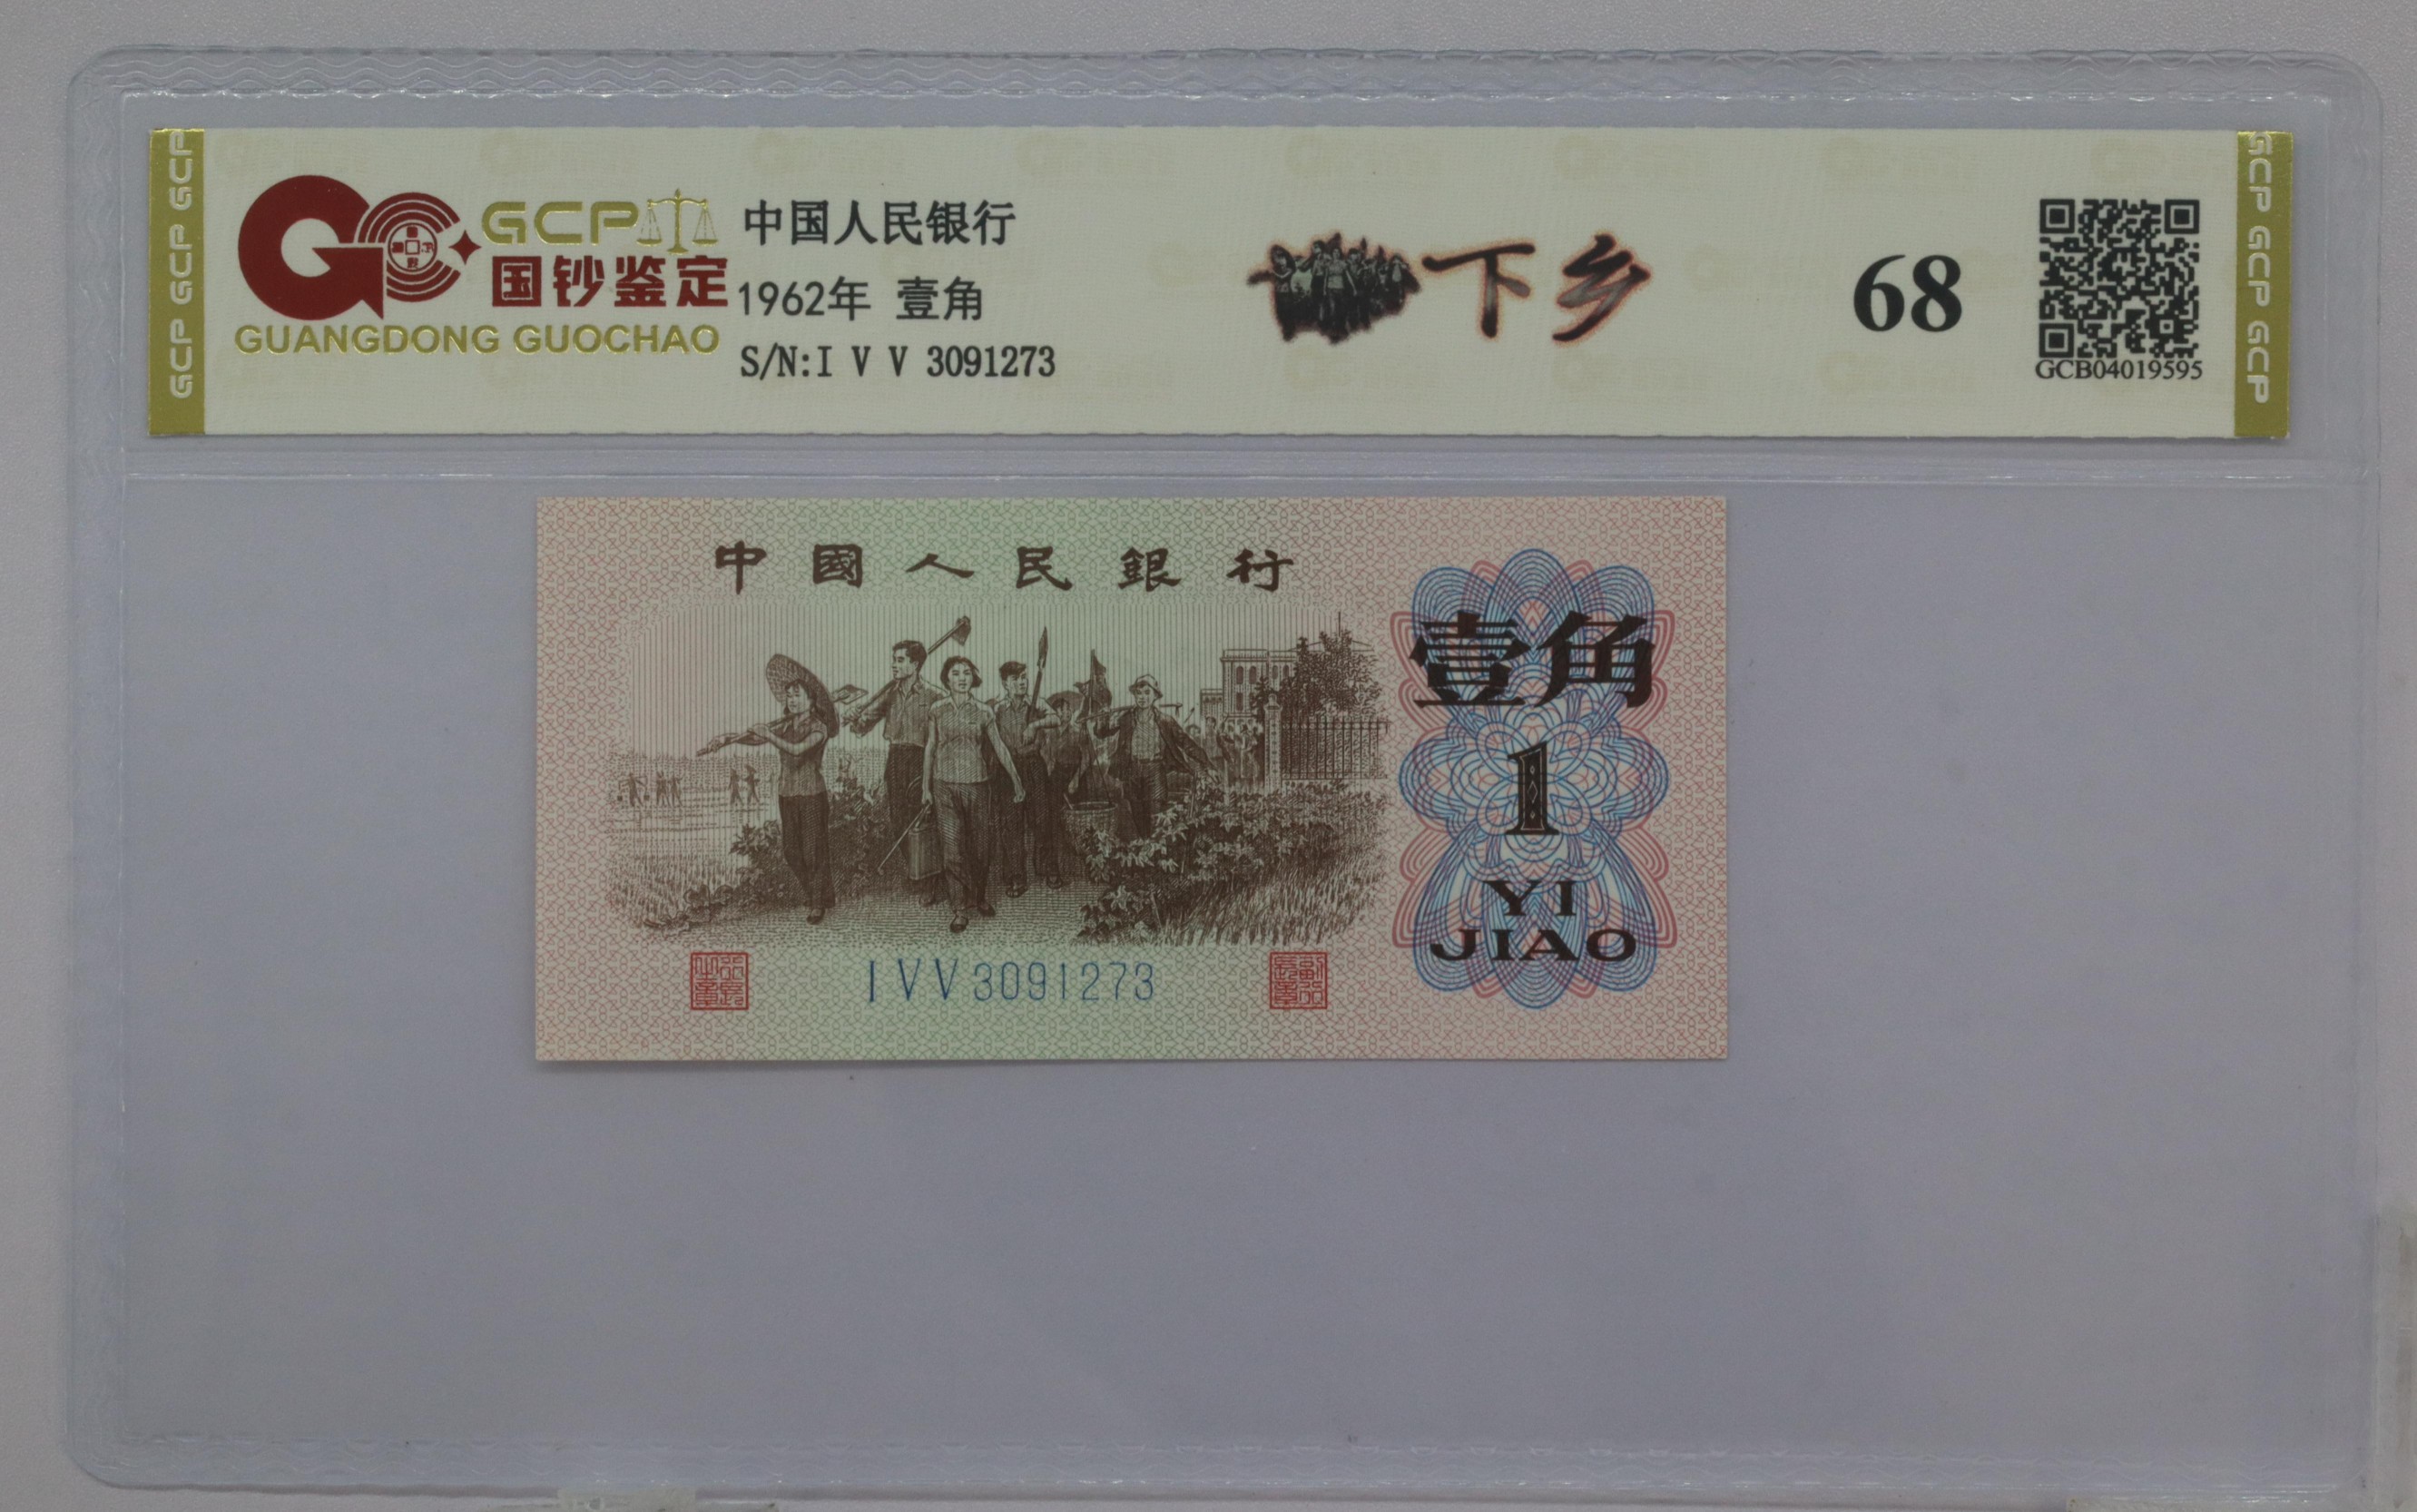 GCP GCP GCP
GCP
国钞鉴定
GUANGDONG GUOCHAO
中国人民银行
1962年 壹角
S/N:I V V 3091273
下乡
68
GCB04019595
GCP GCP GCP
中國人民銀行
壹角
1
YI
JIAO
I V V 3091273